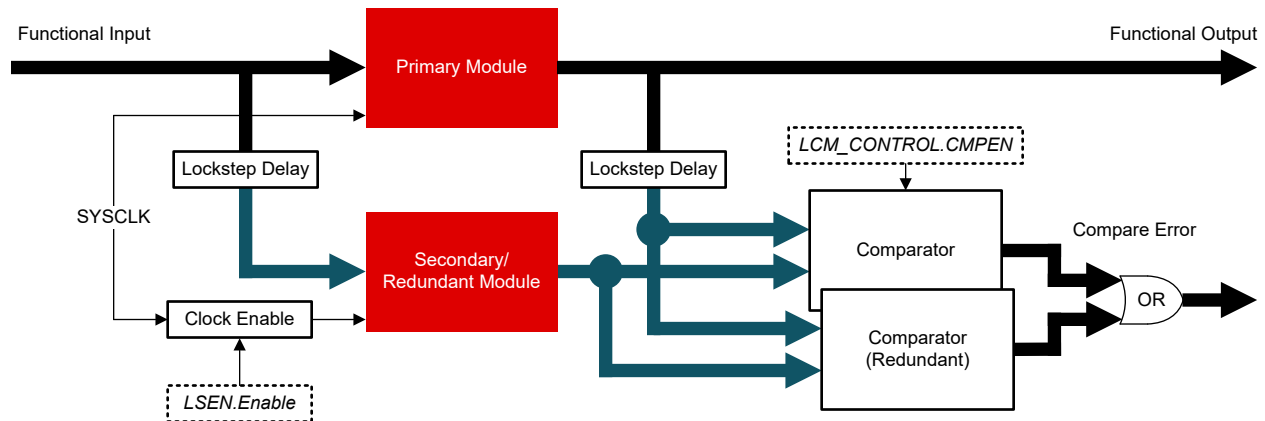 Functional Input
Functional Output
Primary Module
LCM_CONTROL.CMPEN
Lockstep Delay
Lockstep Delay
SYSCLK
Secondary/
Redundant Module
Comparator
Compare Error
OR
Clock Enable
Comparator
(Redundant)
LSEN.Enable